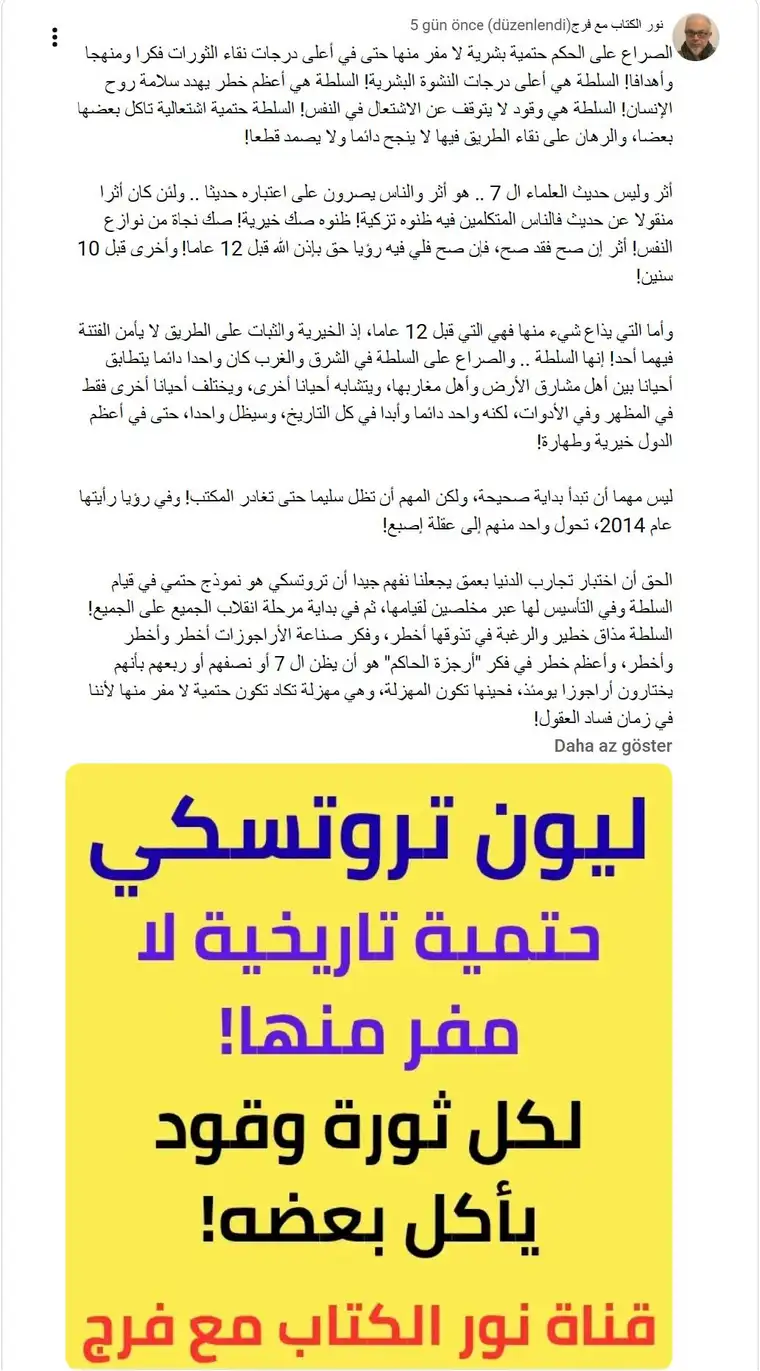 نور الكتاب مع فرج 5 gün önce (düzenlendi)
الصراع على الحكم حتمية بشرية لا مفر منها حتى في أعلى درجات نقاء الثورات فكرا ومنهجا
وأهدافا! السلطة هي أعلى درجات النشوة البشرية! السلطة هي أعظم خطر يهدد سلامة روح
الإنسان! السلطة هي وقود لا يتوقف عن الاشتعال في النفس! السلطة حتمية اشتعالية تاكل بعضها
بعضا، والرهان على نقاء الطريق فيها لا ينجح دائما ولا يصمد قطعا!
أثر وليس حديث العلماء ال 7 .. هو أثر والناس يصرون على اعتباره حديثا .. ولئن كان أثرا
منقولا عن حديث فالناس المتكلمين فيه ظنوه تزكية! ظنوه صك خيرية! صك نجاة من نوازع
النفس! أثر إن صح فقد صح، فإن صح فلي فيه رؤيا حق بإذن الله قبل 12 عاما! وأخرى قبل 10
سنين!
وأما التي يذاع شيء منها فهي التي قبل 12 عاما، إذ الخيرية والثبات على الطريق لا يأمن الفتنة
فيهما أحد! إنها السلطة .. والصراع على السلطة في الشرق والغرب كان واحدا دائما يتطابق
أحيانا بين أهل مشارق الأرض وأهل مغاربها، ويتشابه أحيانا أخرى، ويختلف أحيانا أخرى فقط
في المظهر وفي الأدوات، لكنه واحد دائما وأبدا في كل التاريخ، وسيظل واحدا، حتى في أعظم
الدول خيرية وطهارة!
ليس مهما أن تبدأ بداية صحيحة، ولكن المهم أن تظل سليما حتى تغادر المكتب! وفي رؤيا رأيتها
عام 2014، تحول واحد منهم إلى عقلة إصبع!
الحق أن اختبار تجارب الدنيا بعمق يجعلنا نفهم جيدا أن تروتسكي هو نموذج حتمي في قيام
السلطة وفي التأسيس لها عبر مخلصين لقيامها، ثم في بداية مرحلة انقلاب الجميع على الجميع!
السلطة مذاق خطير والرغبة في تذوقها أخطر، وفكر صناعة الأراجوزات أخطر وأخطر
وأخطر، وأعظم خطر في فكر "أرجزة الحاكم" هو أن يظن ال 7 أو نصفهم أو ربعهم بأنهم
يختارون أراجوزا يومئذ، فحينها تكون المهزلة، وهي مهزلة تكاد تكون حتمية لا مفر منها لأننا
في زمان فساد العقول!
Daha az göster
ليون تروتسكي
حتمية تاريخية لا
مفر منها!
لكل ثورة وقود
يأكل بعضه!
قناة نور الكتاب مع فرج